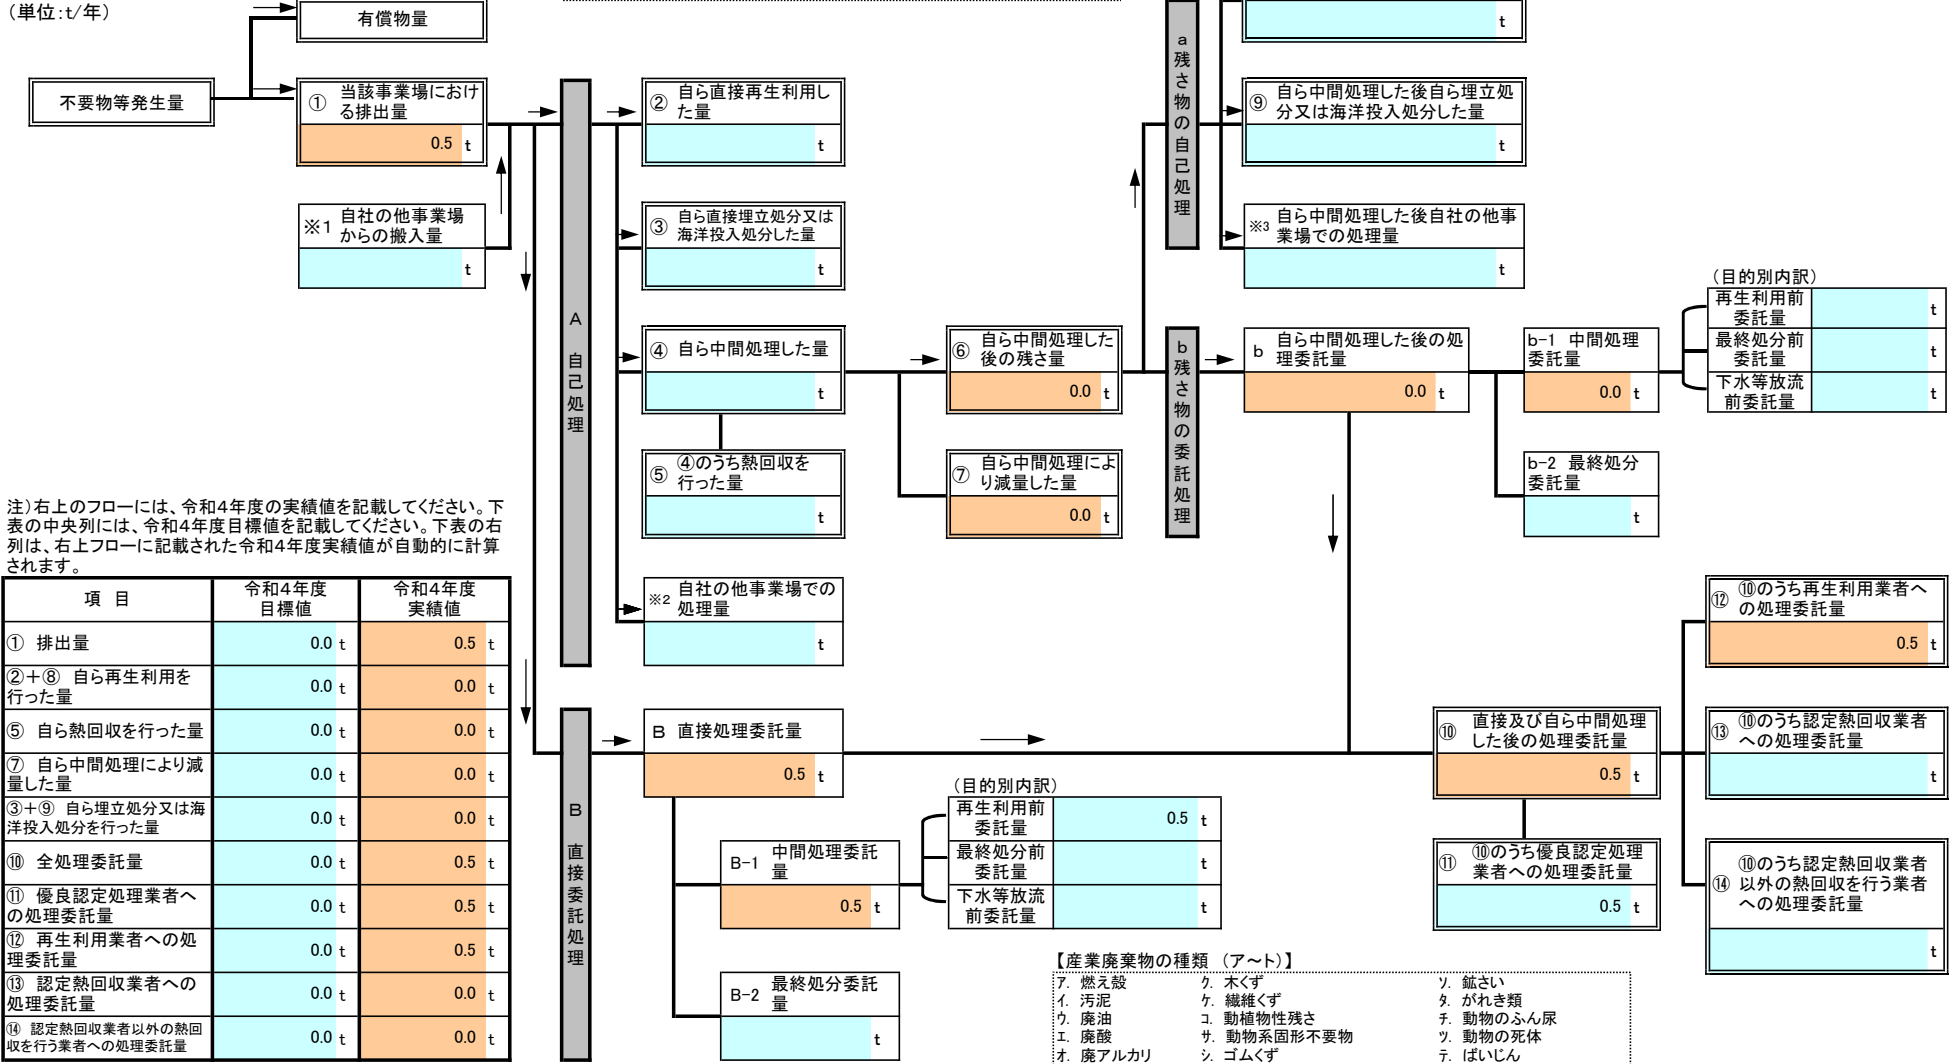 (単位:t/年)
有償物量
t
不要物等発生量
① 当該事業場におけ
る排出量
0.5 t
② 自ら直接再生利用し
た量
t
⑨ 自ら中間処理した後自ら埋立処
分又は海洋投入処分した量
t
a
残さ物の自己処理
※1 自社の他事業場
からの搬入量
t
③ 自ら直接埋立処分又は
海洋投入処分した量
t
※3 自ら中間処理した後自社の他事
業場での処理量
t
A
自己処理
④ 自ら中間処理した量
t
⑥ 自ら中間処理した
後の残さ量
0.0 t
b
残さ物の委託処理
b 自ら中間処理した後の処
理委託量
0.0 t
b-1 中間処理
委託量
0.0 t
(目的別内訳)
再生利用前
委託量
t
最終処分前
委託量
t
下水等放流
前委託量
t
⑤ ④のうち熱回収を
行った量
t
⑦ 自ら中間処理によ
り減量した量
0.0 t
b-2 最終処分
委託量
t
※2 自社の他事業場での
処理量
t
注)右上のフローには、令和4年度の実績値を記載してください。下
表の中央列には、令和4年度目標値を記載してください。下表の右
列は、右上フローに記載された令和4年度実績値が自動的に計算
されます。
項 目 令和4年度 令和4年度
目標値 実績値
① 排出量 0.0 t 0.5 t
②+⑧ 自ら再生利用を
行った量 0.0 t 0.0 t
⑤ 自ら熱回収を行った量 0.0 t 0.0 t
⑦ 自ら中間処理により減
量した量 0.0 t 0.0 t
③+⑨ 自ら埋立処分又は海
洋投入処分を行った量 0.0 t 0.0 t
⑩ 全処理委託量 0.0 t 0.5 t
⑪ 優良認定処理業者へ
の処理委託量 0.0 t 0.5 t
⑫ 再生利用業者への処
理委託量 0.0 t 0.5 t
⑬ 認定熱回収業者への
処理委託量 0.0 t 0.0 t
⑭ 認定熱回収業者以外の熱回
収を行う業者への処理委託量 0.0 t 0.0 t
B
直接委託処理
B 直接処理委託量
0.5 t
B-1 中間処理委託
量
0.5 t
(目的別内訳)
再生利用前
委託量
0.5 t
最終処分前
委託量
t
下水等放流
前委託量
t
B-2 最終処分委託
量
t
⑩ 直接及び自ら中間処理
した後の処理委託量
0.5 t
⑪ ⑩のうち優良認定処理
業者への処理委託量
0.5 t
⑫ ⑩のうち再生利用業者へ
の処理委託量
0.5 t
⑬ ⑩のうち認定熱回収業者
への処理委託量
t
⑭ ⑩のうち認定熱回収業者
以外の熱回収を行う業者
への処理委託量
t
【産業廃棄物の種類 (ア~ト)】
ア. 燃え殻 ク. 木くず ソ. 鉱さい
イ. 汚泥 ケ. 繊維くず タ. がれき類
ウ. 廃油 コ. 動植物性残さ チ. 動物のふん尿
エ. 廃酸 サ. 動物系固形不要物 ツ. 動物の死体
オ. 廃アルカリ シ. ゴムくず テ. ばいじん